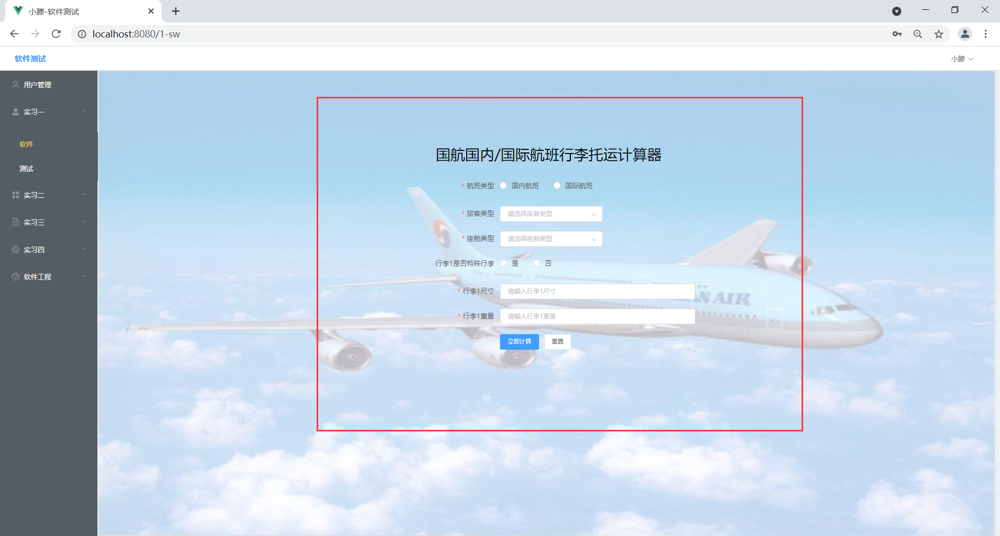 小滕-软件测试
localhost:8080/1-sw
软件测试
小滕
用户管理
实习一
软件
测试
实习二
实习三
实习四
软件工程
国航国内/国际航班行李托运计算器
* 航班类型 国内航班 国际航班
* 旅客类型 请选择旅客类型
* 座舱类型 请选择座舱类型
行李1是否特殊行李 是 否
* 行李1尺寸 请输入行李1尺寸
* 行李1重量 请输入行李1重量
立即计算 重置
AN AIR